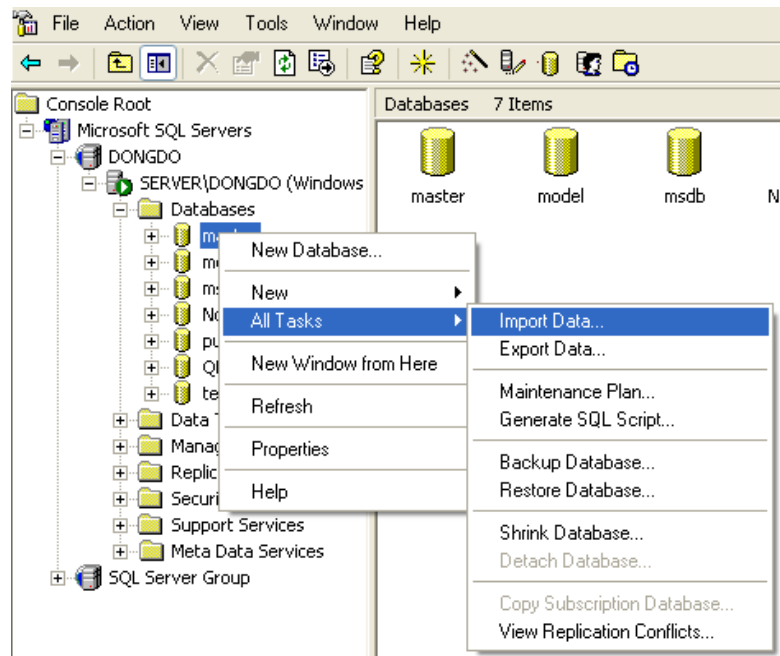 File Action View Tools Window Help
Console Root
Microsoft SQL Servers
DONGDO
SERVER\DONGDO (Windows
Databases
Data
Support Services
Meta Data Services
SQL Server Group
Databases 7 Items
master model msdb
New Database...
New
All Tasks
New Window from Here
Refresh
Properties
Help
Import Data...
Export Data...
Maintenance Plan...
Generate SQL Script...
Backup Database...
Restore Database...
Shrink Database...
Detach Database...
Copy Subscription Database...
View Replication Conflicts...